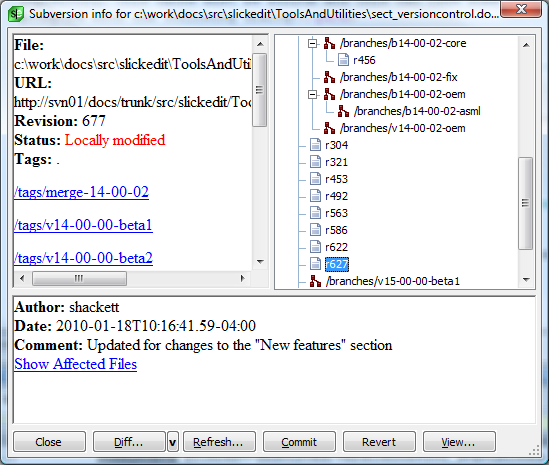 Subversion info for c:\work\docs\src\slickedit\ToolsAndUtilities\sect_versioncontrol.do...
File:
c:\work\docs\src\slickedit\ToolsAndUti
URL:
http://svn01/docs/trunk/src/slickedit/Too
Revision: 677
Status: Locally modified
Tags: .
/tags/merge-14-00-02
/tags/v14-00-00-beta1
/tags/v14-00-00-beta2
/branches/b14-00-02-core
r456
/branches/b14-00-02-fix
/branches/b14-00-02-oem
/branches/b14-00-02-asml
/branches/v14-00-02-oem
r304
r321
r453
r492
r563
r586
r622
r627
/branches/v15-00-00-beta1
Author: shackett
Date: 2010-01-18T10:16:41.59-04:00
Comment: Updated for changes to the "New features" section
Show Affected Files
Close Diff... v Refresh... Commit Revert View...